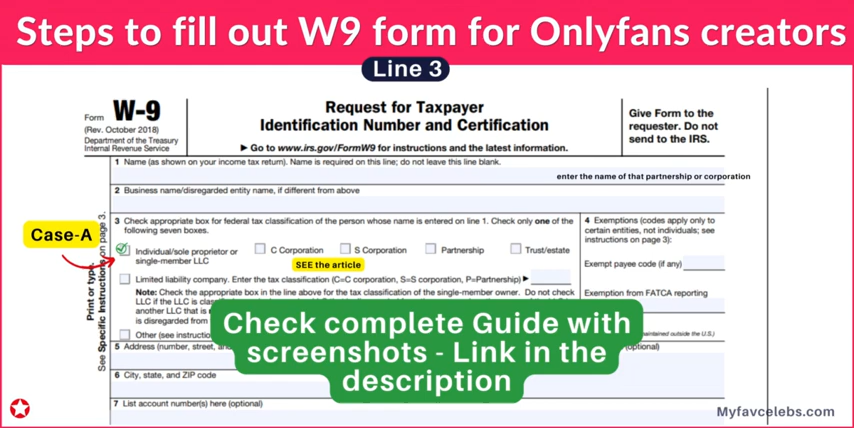 Steps to fill out W9 form for Onlyfans creators
Line 3
Form W-9
(Rev. October 2018)
Department of the Treasury
Internal Revenue Service
Request for Taxpayer
Identification Number and Certification
▶ Go to www.irs.gov/FormW9 for instructions and the latest information.
Give Form to the
requester. Do not
send to the IRS.
1 Name (as shown on your income tax return). Name is required on this line; do not leave this line blank.
enter the name of that partnership or corporation
2 Business name/disregarded entity name, if different from above
Print or type.
See Specific Instructions on page 3.
3 Check appropriate box for federal tax classification of the person whose name is entered on line 1. Check only one of the
following seven boxes.
4 Exemptions (codes apply only to
certain entities, not individuals; see
instructions on page 3):
Case-A
Individual/sole proprietor or
single-member LLC
C Corporation
S Corporation
Partnership
Trust/estate
SEE the article
Exempt payee code (if any)
Limited liability company. Enter the tax classification (C=C corporation, S=S corporation, P=Partnership) ▶
Note: Check the appropriate box in the line above for the tax classification of the single-member owner. Do not check
LLC if the LLC is
another LLC that is
is disregarded from
Exemption from FATCA reporting
Other (see
maintained outside the U.S.)
Check complete Guide with
screenshots - Link in the
description
5 Address (number, street,
(optional)
6 City, state, and ZIP code
7 List account number(s) here (optional)
Myfavcelebs.com